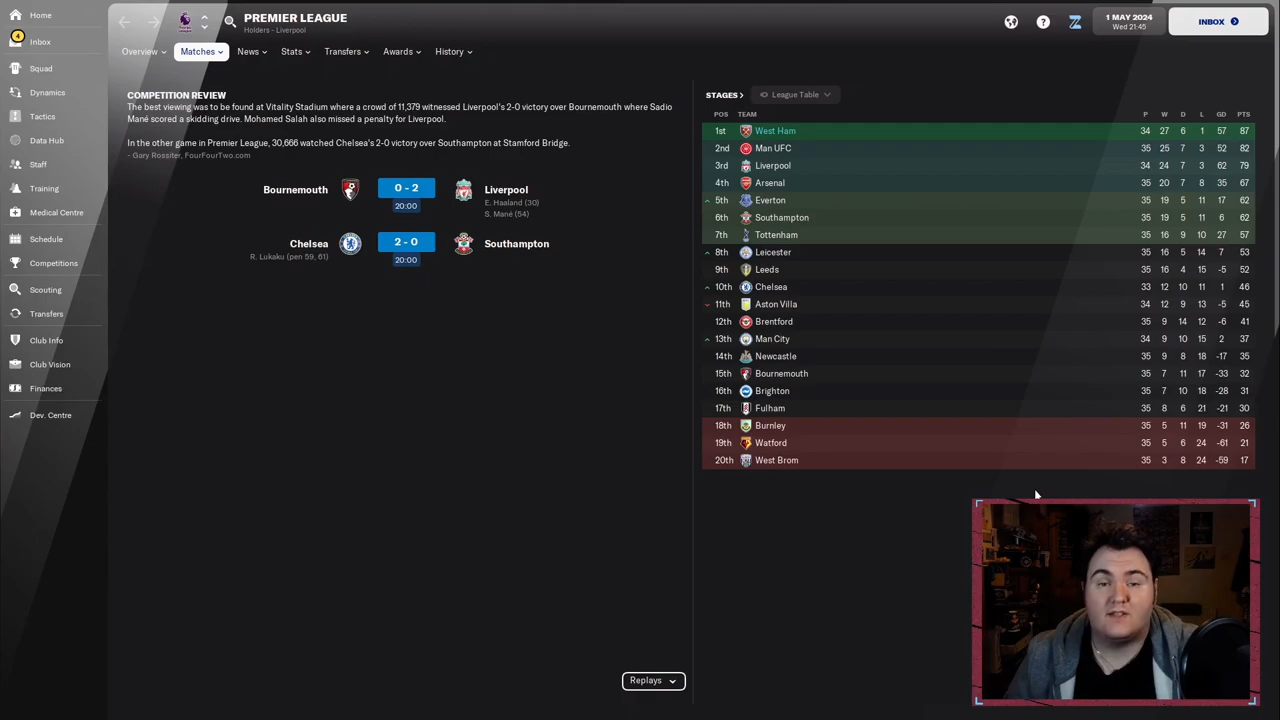 Home
4
Inbox
Squad
Dynamics
Tactics
Data Hub
Staff
Training
Medical Centre
Schedule
Competitions
Scouting
Transfers
Club Info
Club Vision
Finances
Dev. Centre
PREMIER LEAGUE
Holders - Liverpool
1 MAY 2024
Wed 21:45
INBOX
Overview Matches News Stats Transfers Awards History
COMPETITION REVIEW
The best viewing was to be found at Vitality Stadium where a crowd of 11,379 witnessed Liverpool's 2-0 victory over Bournemouth where Sadio
Mané scored a skidding drive. Mohamed Salah also missed a penalty for Liverpool.
In the other game in Premier League, 30,666 watched Chelsea's 2-0 victory over Southampton at Stamford Bridge.
- Gary Rossiter, FourFourTwo.com
Bournemouth 0 - 2 Liverpool
20:00 E. Haaland (30)
S. Mané (54)
Chelsea 2 - 0 Southampton
R. Lukaku (pen 59, 61) 20:00
Replays
STAGES> League Table
POS TEAM P W D L GD PTS
1st West Ham 34 27 6 1 57 87
2nd Man UFC 35 25 7 3 52 82
3rd Liverpool 34 24 7 3 62 79
4th Arsenal 35 20 7 8 35 67
5th Everton 35 19 5 11 17 62
6th Southampton 35 19 5 11 6 62
7th Tottenham 35 16 9 10 27 57
8th Leicester 35 16 5 14 7 53
9th Leeds 35 16 4 15 -5 52
10th Chelsea 33 12 10 11 1 46
11th Aston Villa 34 12 9 13 -5 45
12th Brentford 35 9 14 12 -6 41
13th Man City 34 9 10 15 2 37
14th Newcastle 35 9 8 18 -17 35
15th Bournemouth 35 7 11 17 -33 32
16th Brighton 35 7 10 18 -28 31
17th Fulham 35 8 6 21 -21 30
18th Burnley 35 5 11 19 -31 26
19th Watford 35 5 6 24 -61 21
20th West Brom 35 3 8 24 -59 17